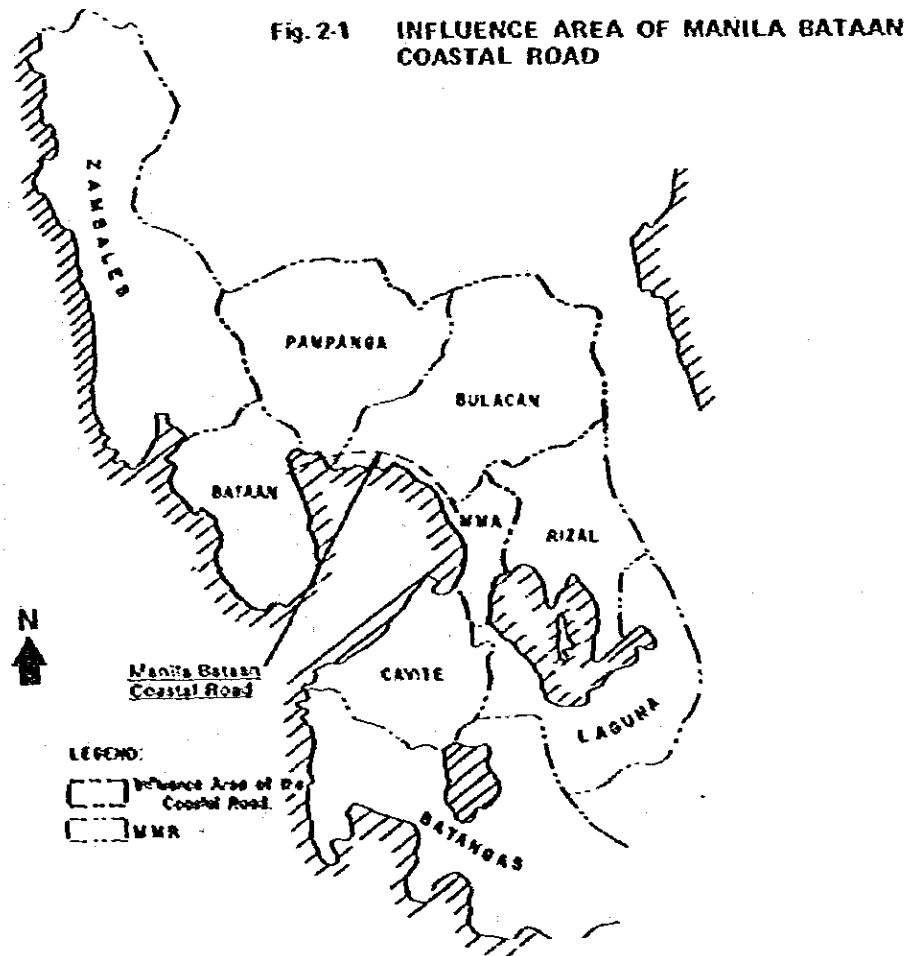 Fig. 2-1 INFLUENCE AREA OF MANILA BATAAN
COASTAL ROAD
ZAMBALES
PAMPANGA
BULACAN
BATAAN
MMA
RIZAL
N
Manila Bataan
Coastal Road
CAVITE
LAGUNA
LEGEND:
Influence Area of the
Coastal Road
MMR
BATANGAS